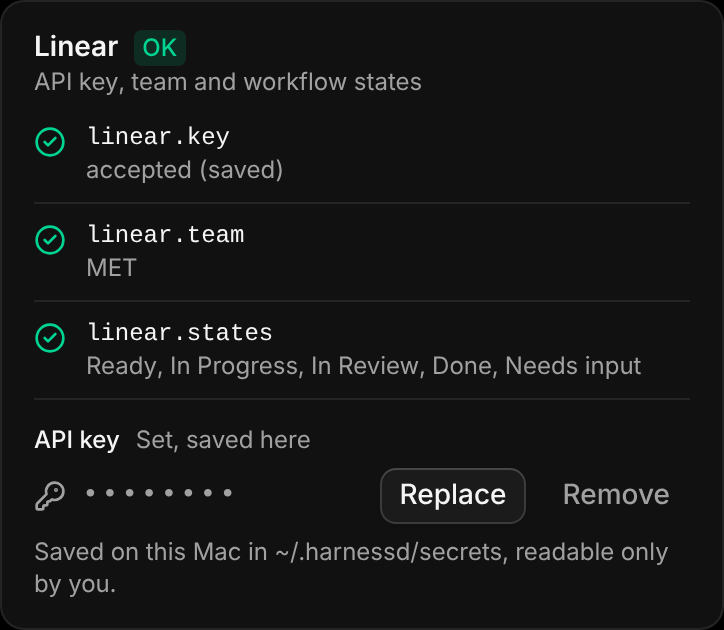 Linear OK
API key, team and workflow states
linear.key
accepted (saved)
linear.team
MET
linear.states
Ready, In Progress, In Review, Done, Needs input
API key Set, saved here
•••••••• Replace Remove
Saved on this Mac in ~/.harnessd/secrets, readable only
by you.